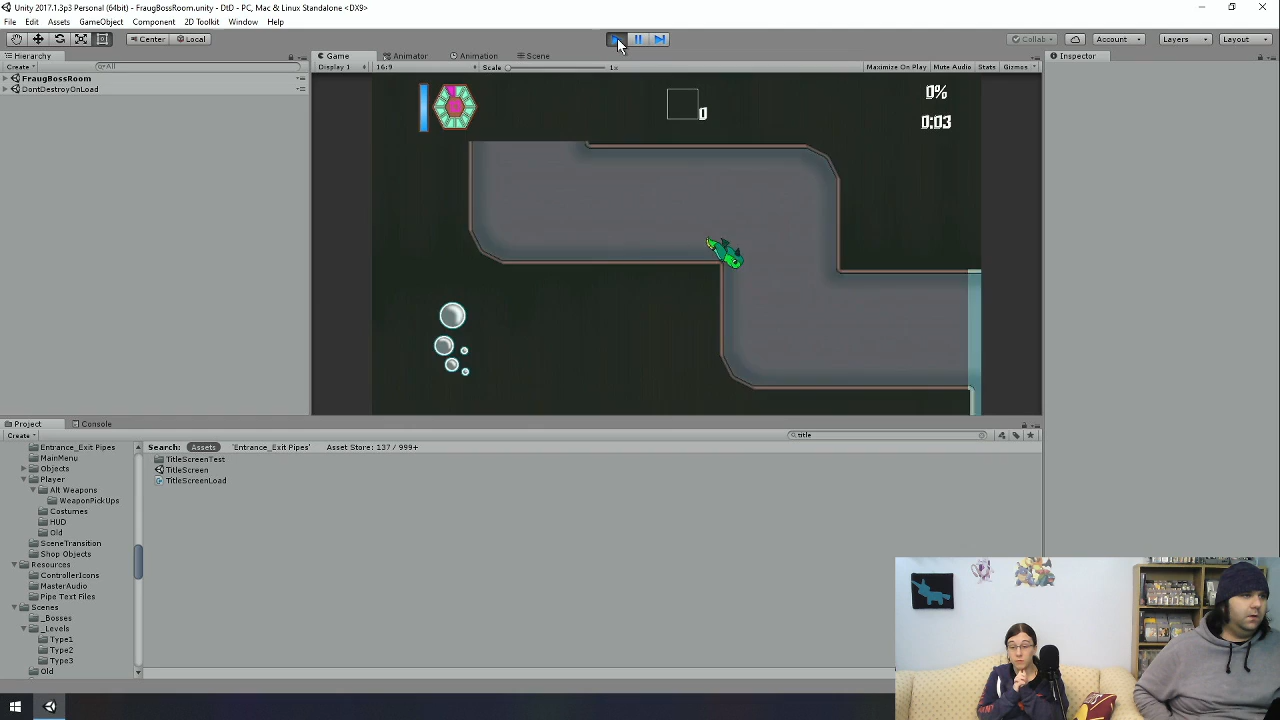 Unity 2017.1.3p3 Personal (64bit) - FraugBossRoom.unity - DtD - PC, Mac & Linux Standalone <DX9>
File Edit Assets GameObject Component 2D Toolkit Window Help
Center Local Collab Account Layers Layout
Hierarchy Game Animator Animation Scene Inspector
Create All Display 1 16:9 Scale 1x Maximize On Play Mute Audio Stats Gizmos
FraugBossRoom
DontDestroyOnLoad
0%
0
0:03
Project Console
Create title
Search: Assets 'Entrance_Exit Pipes' Asset Store: 137 / 999+
Entrance_Exit Pipes
MainMenu
Objects
Player
Alt Weapons
WeaponPickUps
Costumes
HUD
Old
SceneTransition
Shop Objects
Resources
ControllerIcons
MasterAudio
Pipe Text Files
Scenes
_Bosses
_Levels
Type1
Type2
Type3
Old
TitleScreenTest
TitleScreen
TitleScreenLoad